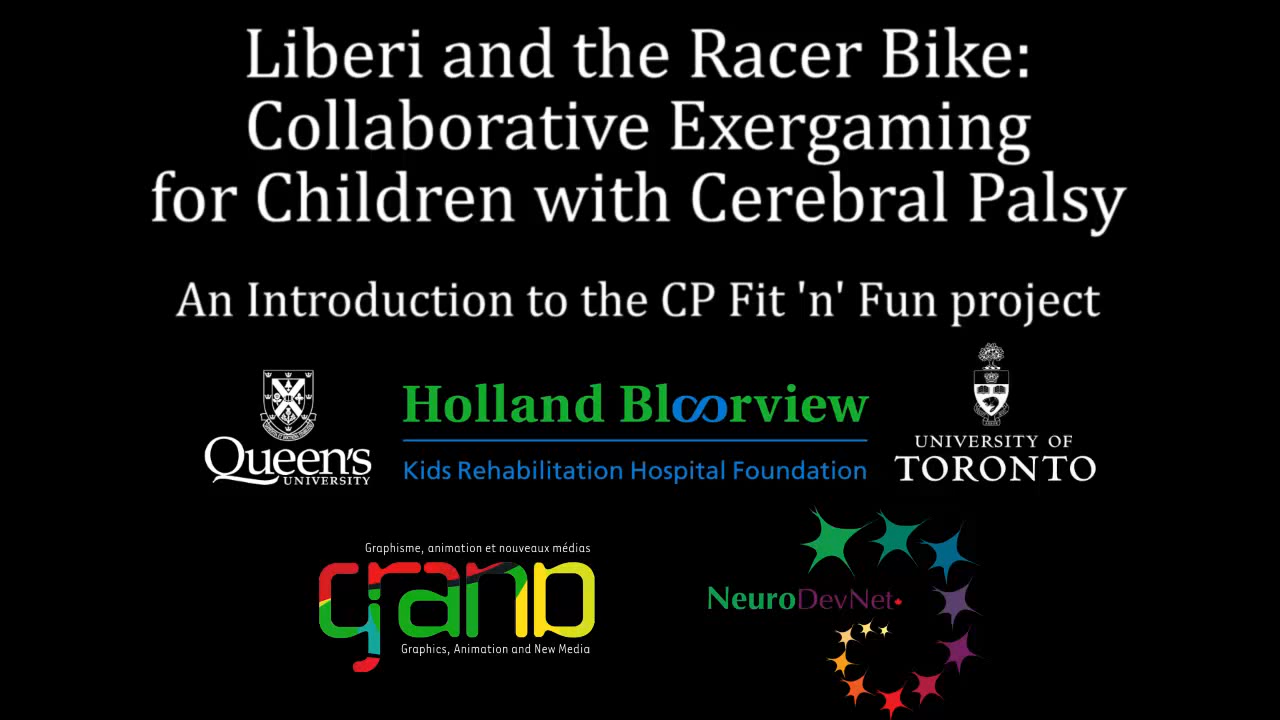 Liberi and the Racer Bike:
Collaborative Exergaming
for Children with Cerebral Palsy
An Introduction to the CP Fit 'n' Fun project
Queen's
UNIVERSITY
Holland Bloorview
Kids Rehabilitation Hospital Foundation
UNIVERSITY OF
TORONTO
Graphisme, animation et nouveaux médias
GRAND
Graphics, Animation and New Media
NeuroDevNet